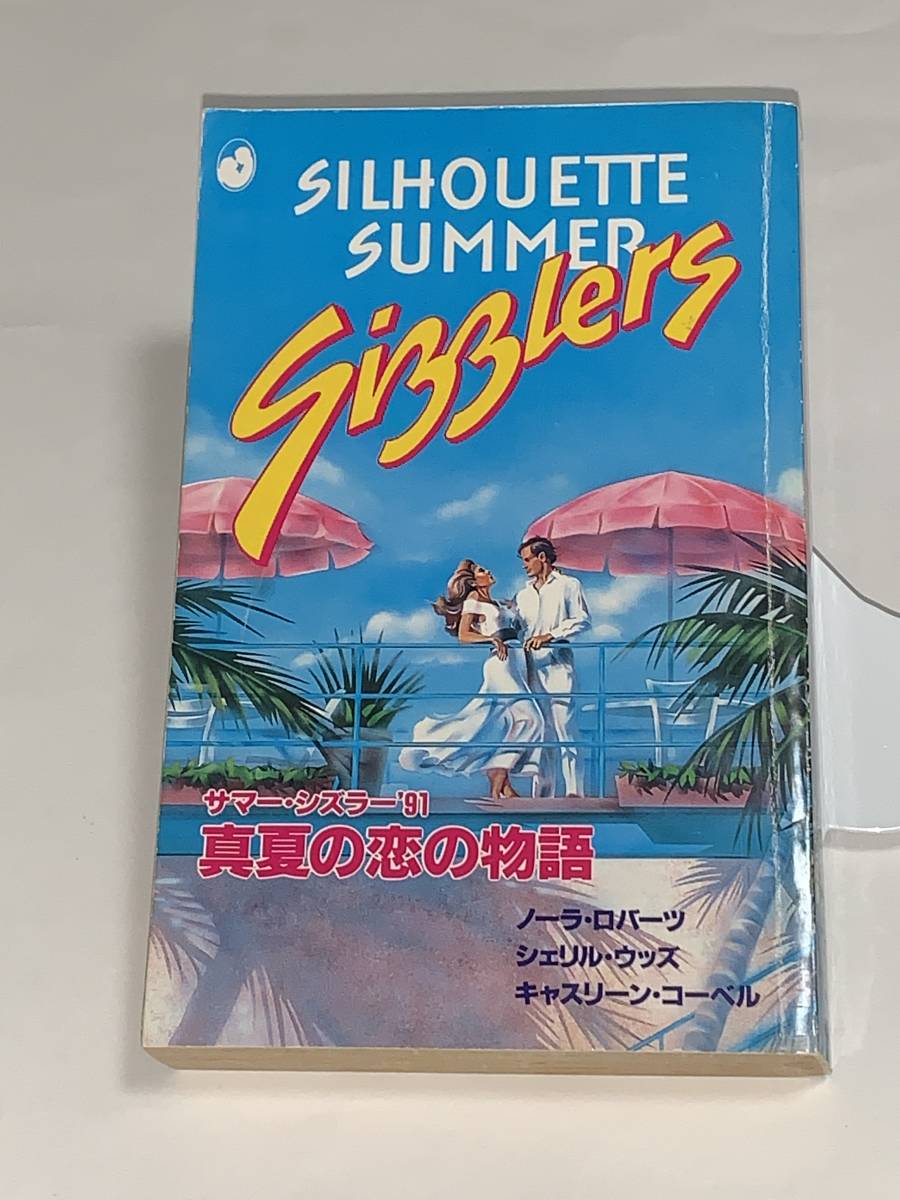 SILHOUETTE
SUMMER
Sizzlers
サマー・シズラー'91
真夏の恋の物語
ノーラ・ロバーツ
シェリル・ウッズ
キャスリーン・コーベル